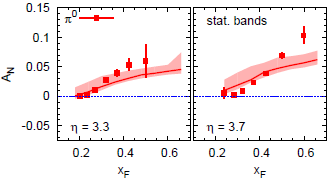 0.15
0.1
0.05
0
-0.05
A_N
π⁰
η = 3.3
0.2 0.4 0.6
x_F
stat. bands
η = 3.7
0.2 0.4 0.6
x_F